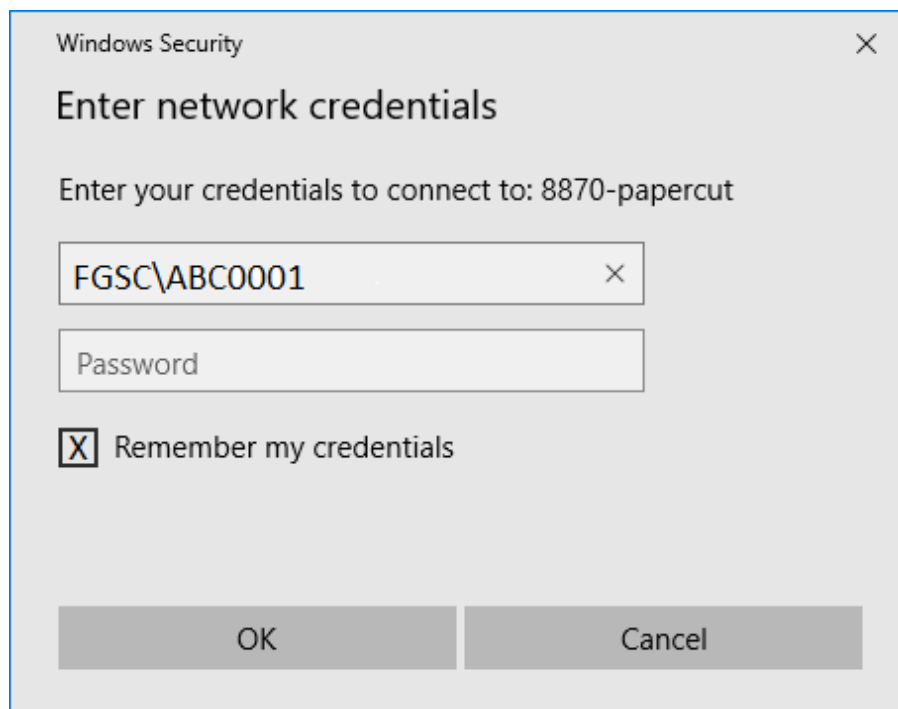 Windows Security
Enter network credentials
Enter your credentials to connect to: 8870-papercut
FGSC\ABC0001
Password
X Remember my credentials
OK Cancel